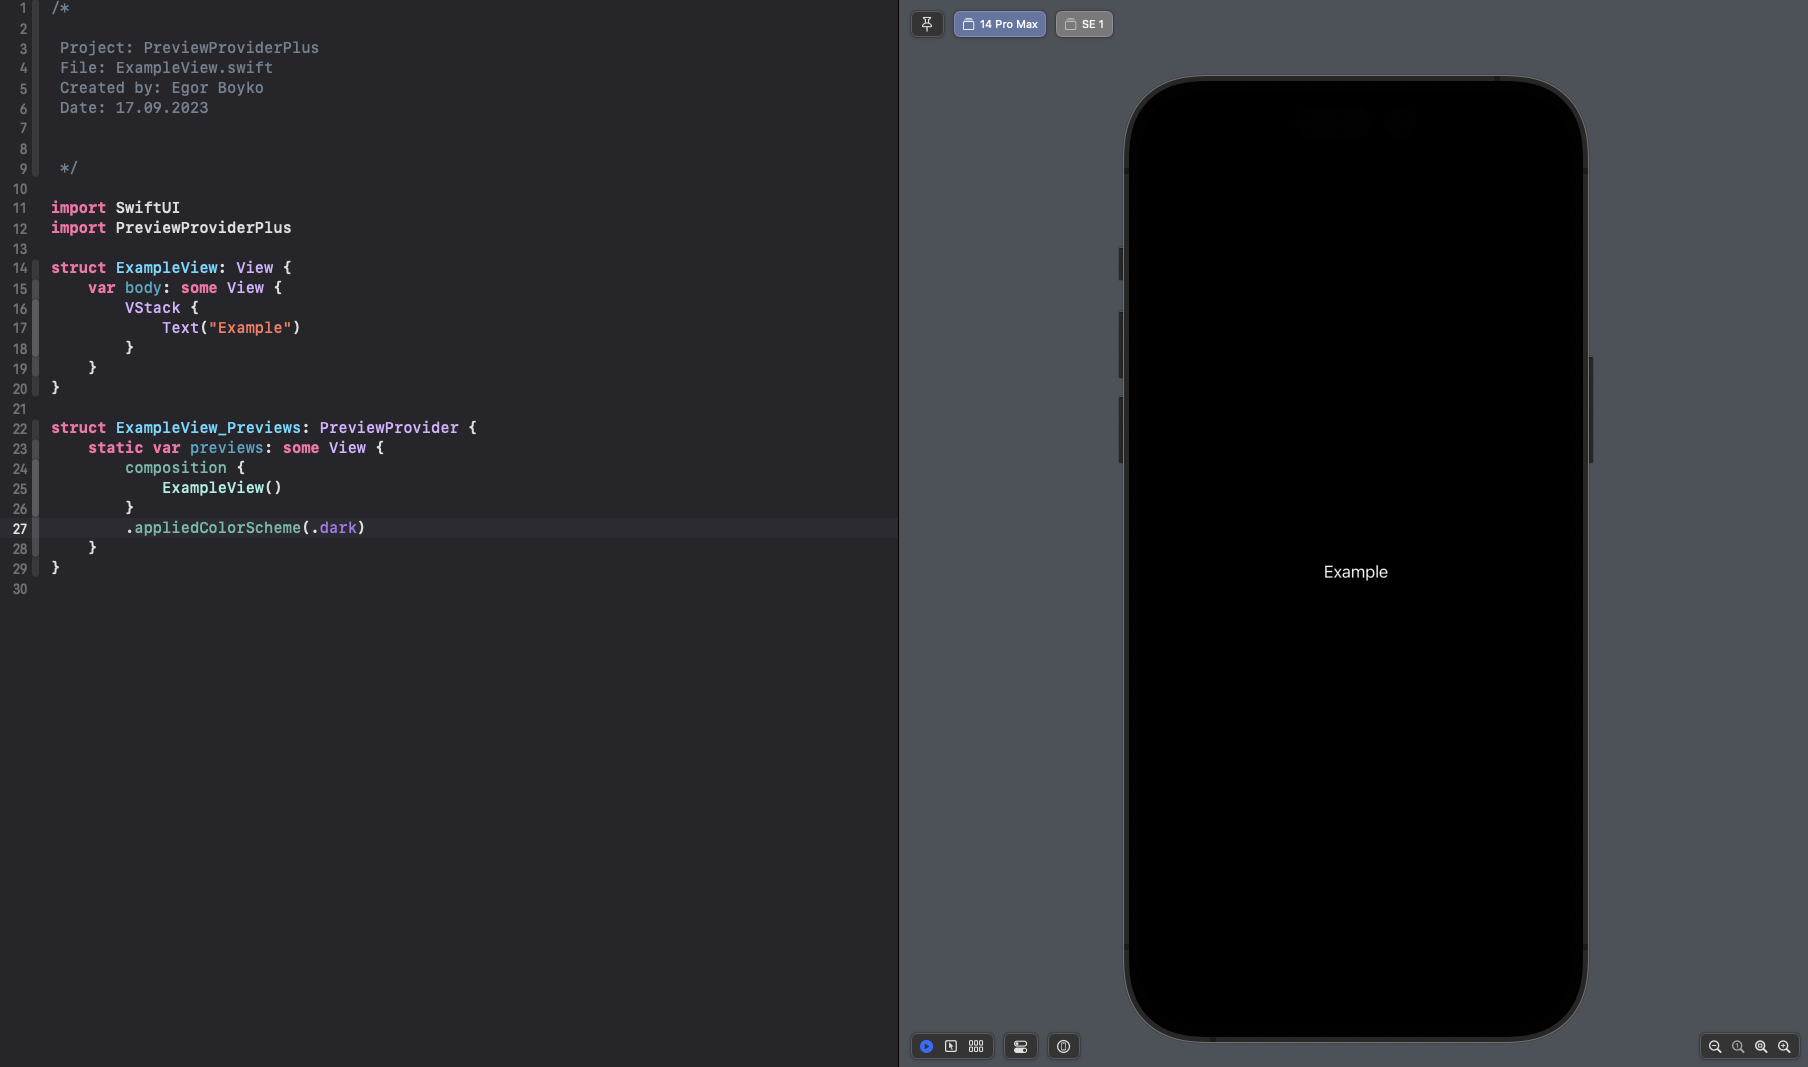 1 /*
2
3 Project: PreviewProviderPlus
4 File: ExampleView.swift
5 Created by: Egor Boyko
6 Date: 17.09.2023
7
8
9 */
10
11 import SwiftUI
12 import PreviewProviderPlus
13
14 struct ExampleView: View {
15 var body: some View {
16 VStack {
17 Text("Example")
18 }
19 }
20 }
21
22 struct ExampleView_Previews: PreviewProvider {
23 static var previews: some View {
24 composition {
25 ExampleView()
26 }
27 .appliedColorScheme(.dark)
28 }
29 }
30
14 Pro Max
SE 1
Example